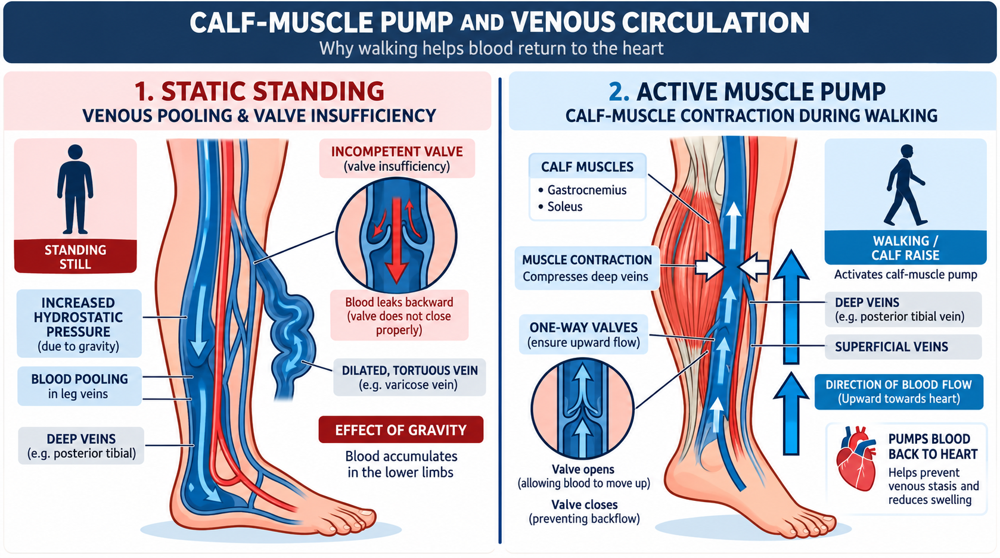 CALF-MUSCLE PUMP AND VENOUS CIRCULATION
Why walking helps blood return to the heart
1. STATIC STANDING
VENOUS POOLING & VALVE INSUFFICIENCY
STANDING
STILL
INCREASED
HYDROSTATIC
PRESSURE
(due to gravity)
BLOOD POOLING
in leg veins
DEEP VEINS
(e.g. posterior tibial)
INCOMPETENT VALVE
(valve insufficiency)
Blood leaks backward
(valve does not close
properly)
DILATED, TORTUOUS VEIN
(e.g. varicose vein)
EFFECT OF GRAVITY
Blood accumulates
in the lower limbs
2. ACTIVE MUSCLE PUMP
CALF-MUSCLE CONTRACTION DURING WALKING
CALF MUSCLES
• Gastrocnemius
• Soleus
MUSCLE CONTRACTION
Compresses deep veins
ONE-WAY VALVES
(ensure upward flow)
Valve opens
(allowing blood to move up)
Valve closes
(preventing backflow)
WALKING /
CALF RAISE
Activates calf-muscle pump
DEEP VEINS
(e.g. posterior tibial vein)
SUPERFICIAL VEINS
DIRECTION OF BLOOD FLOW
(Upward towards heart)
PUMPS BLOOD
BACK TO HEART
Helps prevent
venous stasis and
reduces swelling